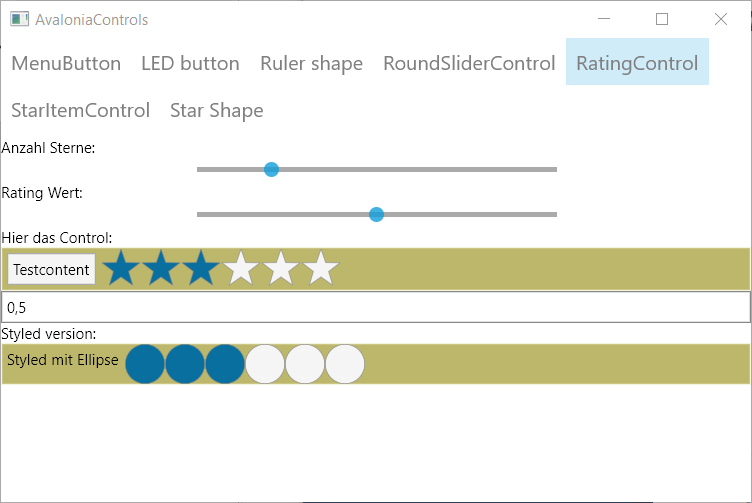 AvaloniaControls
MenuButton LED button Ruler shape RoundSliderControl RatingControl
StarItemControl Star Shape
Anzahl Sterne:
Rating Wert:
Hier das Control:
Testcontent
0,5
Styled version:
Styled mit Ellipse